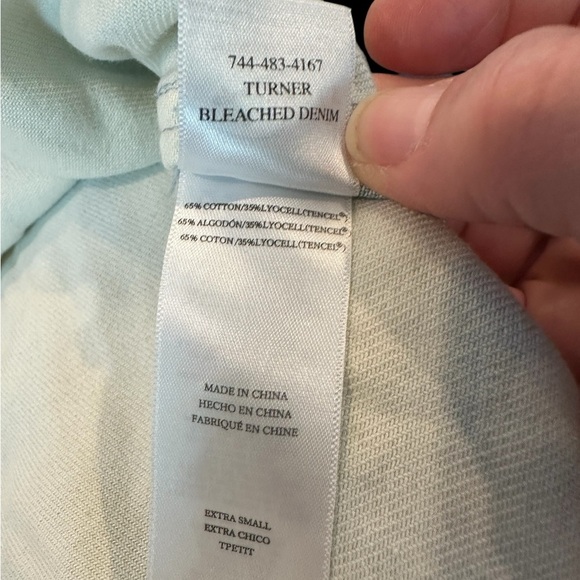 744-483-4167
TURNER
BLEACHED DENIM
65% COTTON/35%LYOCELL(TENCEL®)
65% ALGODÓN/35%LYOCELL(TENCEL®
65% COTON/35%LYOCELL(TENCEL®)
MADE IN CHINA
HECHO EN CHINA
FABRIQUÉ EN CHINE
EXTRA SMALL
EXTRA CHICO
TPETIT